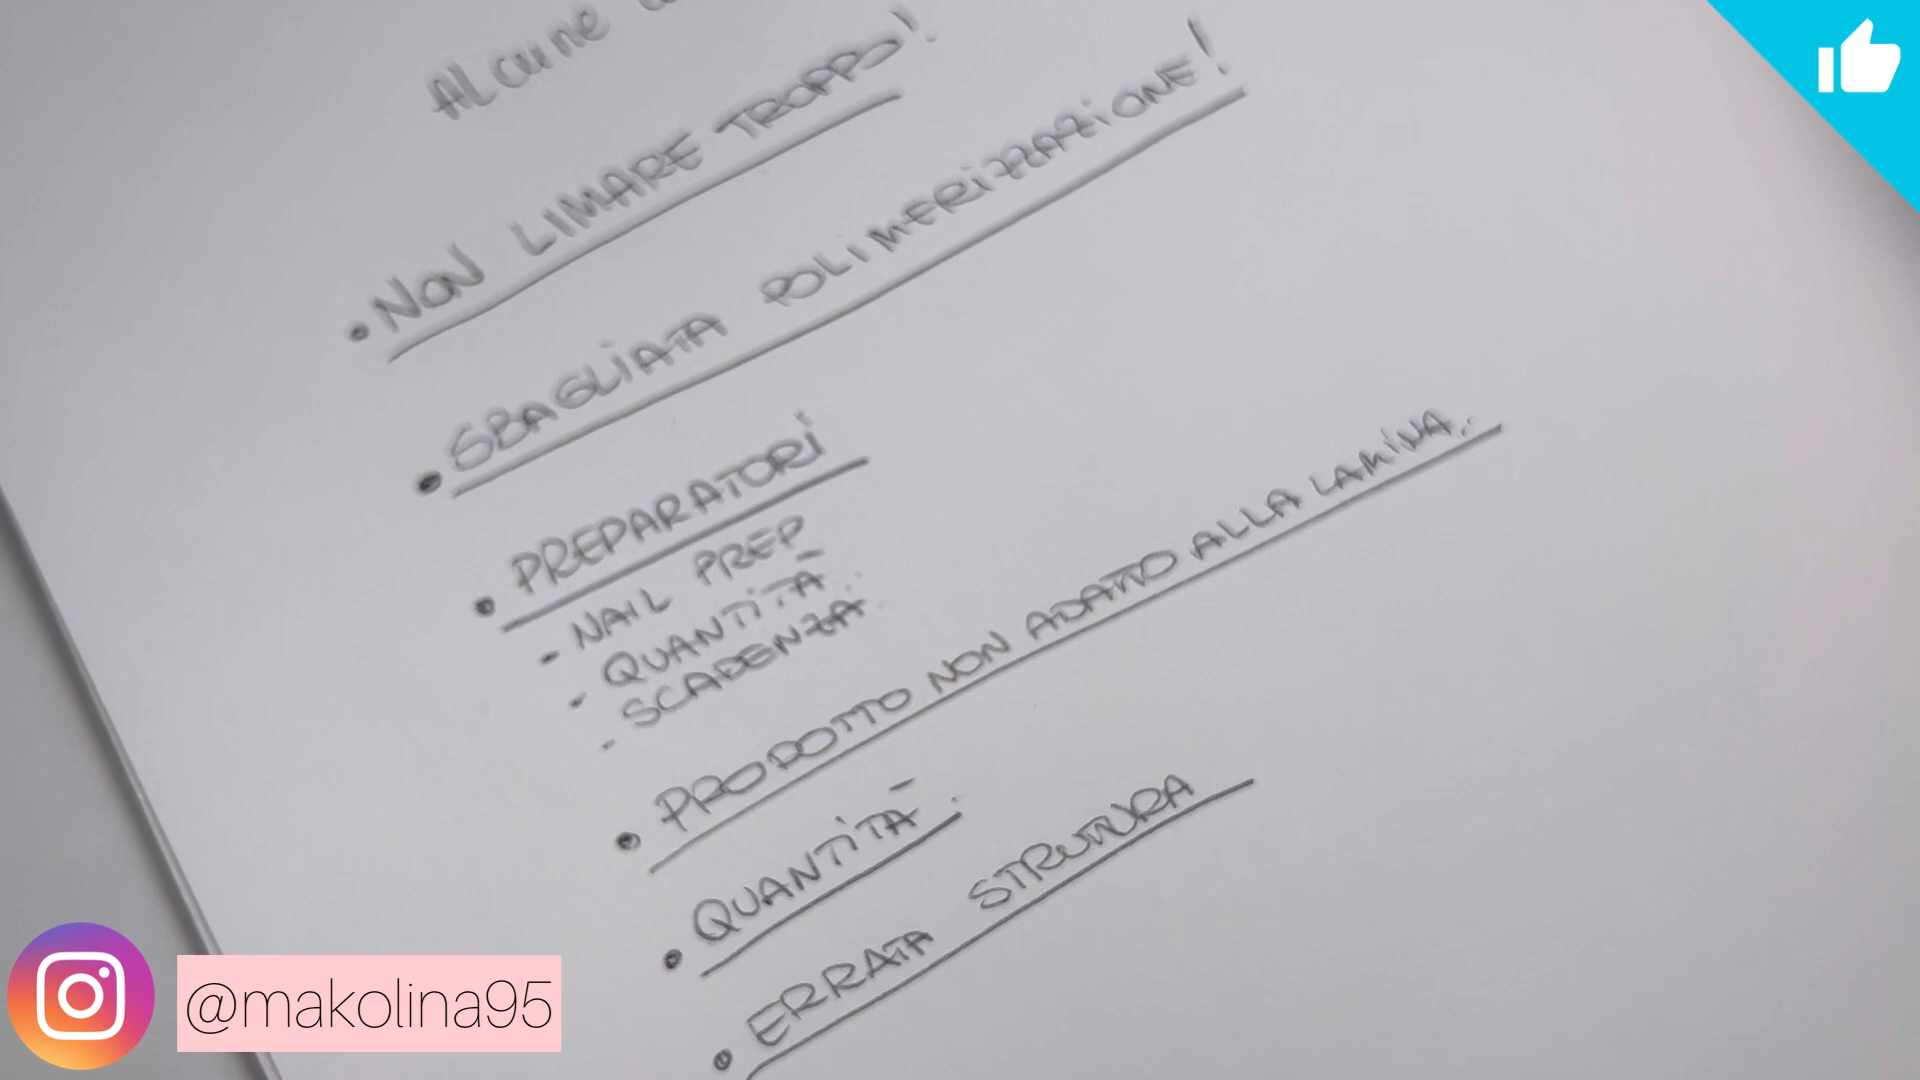 Alcune
• NON LIMARE TROPPO!
• SBAGLIATA POLIMERIZZAZIONE!
• PREPARATORI
- NAIL PREP
- QUANTITÀ
- SCADENZA.
• PRODOTTO NON ADATTO ALLA LAMINA.
• QUANTITÀ.
• ERRATA STRUTTURA
@makolina95